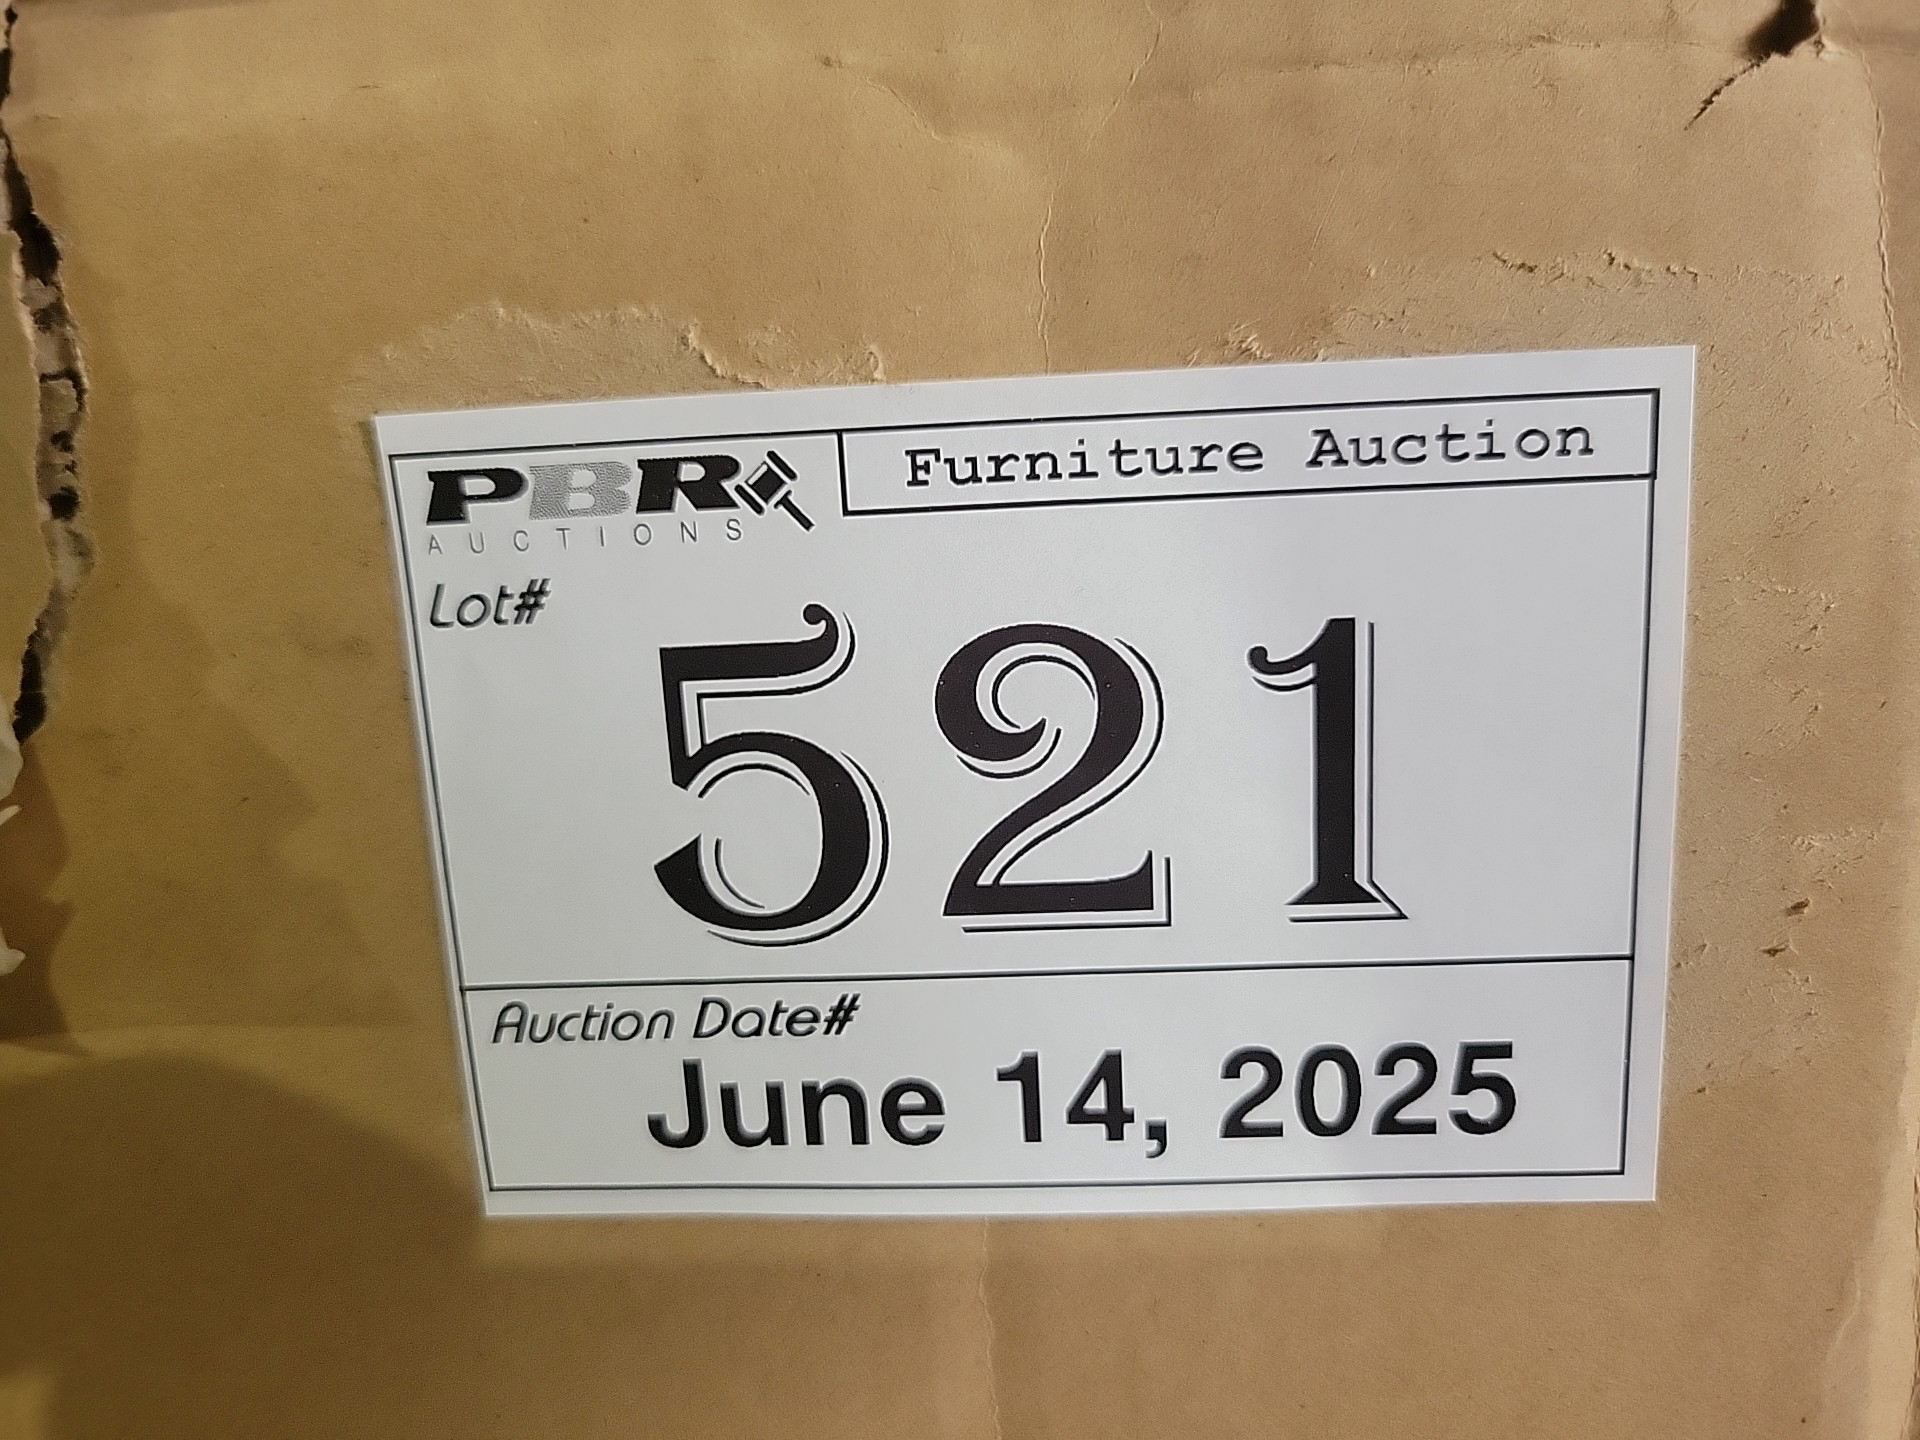 PBR
AUCTIONS
Furniture Auction
Lot#
521
Auction Date#
June 14, 2025